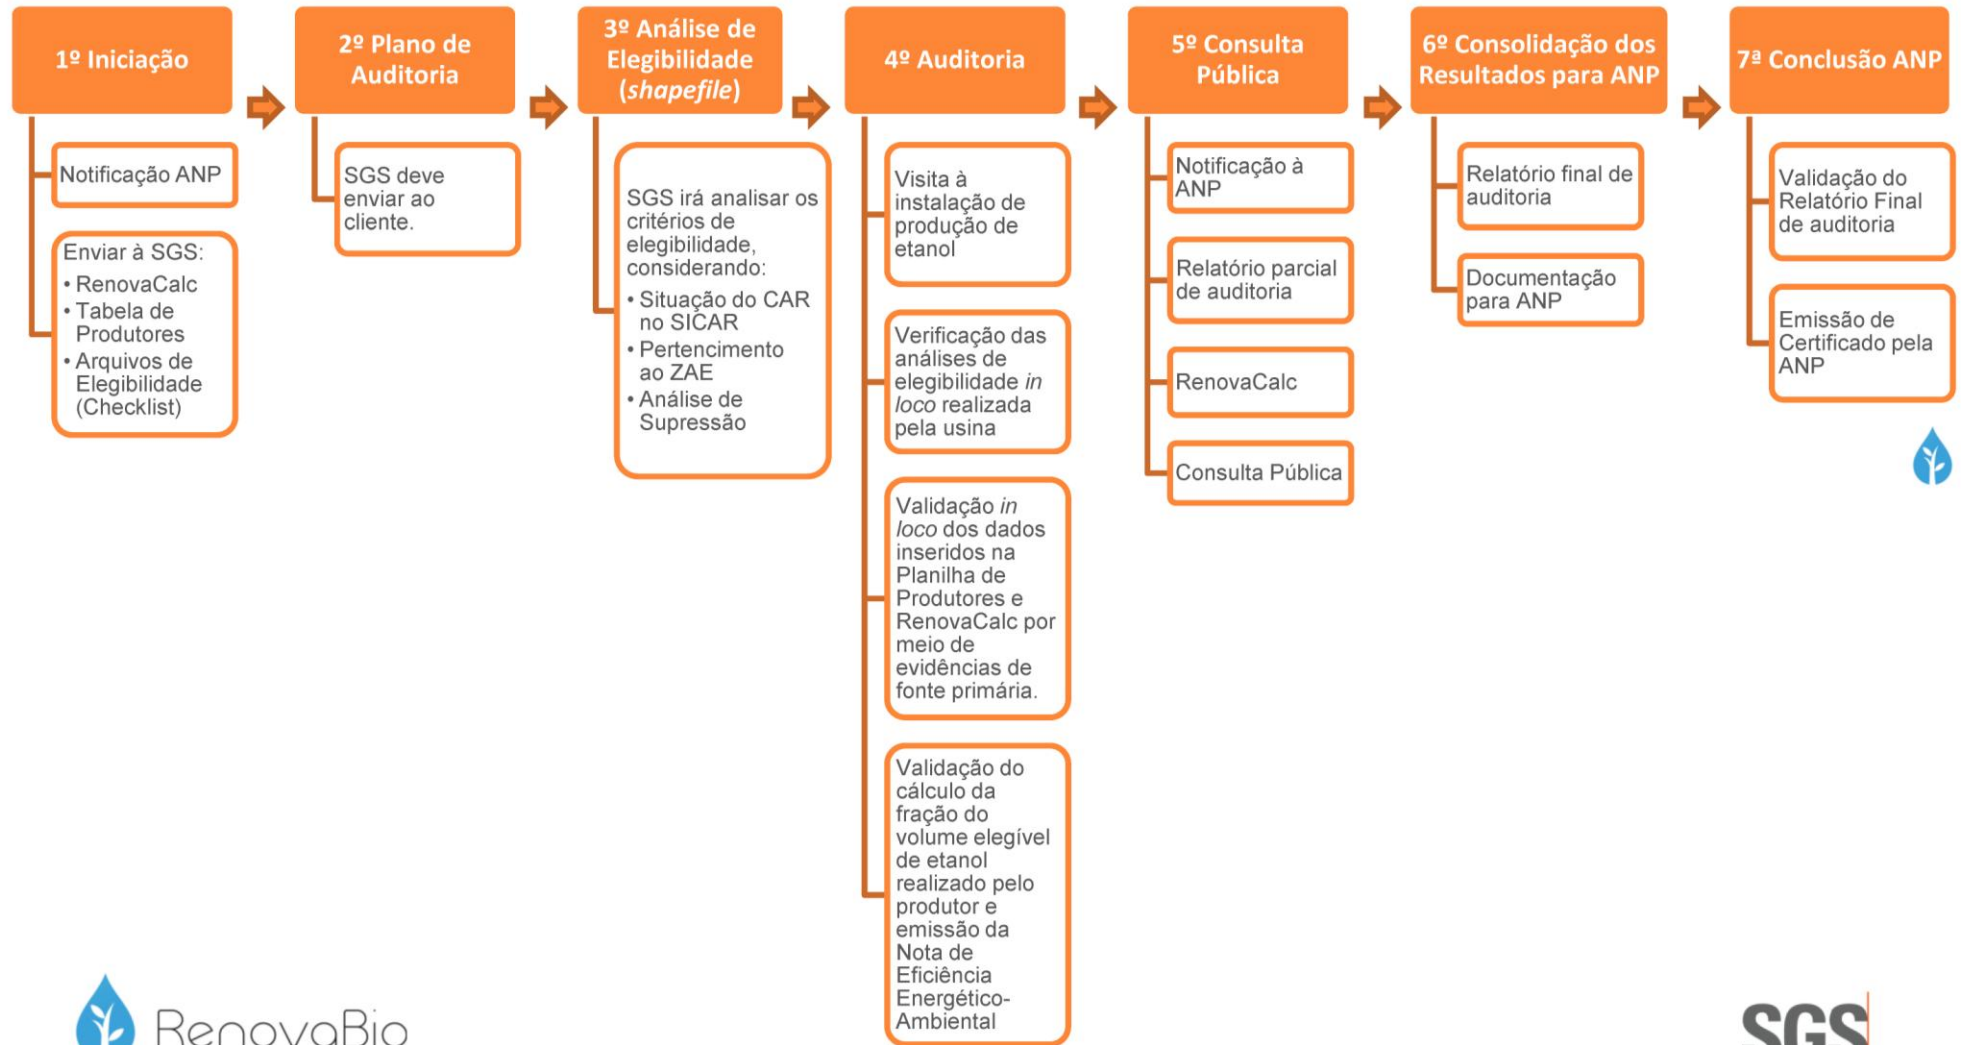 1º Iniciação
Notificação ANP
Enviar à SGS:
• RenovaCalc
• Tabela de
Produtores
• Arquivos de
Elegibilidade
(Checklist)
2º Plano de
Auditoria
SGS deve
enviar ao
cliente.
3º Análise de
Elegibilidade
(shapefile)
SGS irá analisar os
critérios de
elegibilidade,
considerando:
• Situação do CAR
no SICAR
• Pertencimento
ao ZAE
• Análise de
Supressão
4º Auditoria
Visita à
instalação de
produção de
etanol
Verificação das
análises de
elegibilidade in
loco realizada
pela usina
Validação in
loco dos dados
inseridos na
Planilha de
Produtores e
RenovaCalc por
meio de
evidências de
fonte primária.
Validação do
cálculo da
fração do
volume elegível
de etanol
realizado pelo
produtor e
emissão da
Nota de
Eficiência
Energético-
Ambiental
5º Consulta
Pública
Notificação à
ANP
Relatório parcial
de auditoria
RenovaCalc
Consulta Pública
6º Consolidação dos
Resultados para ANP
Relatório final de
auditoria
Documentação
para ANP
7ª Conclusão ANP
Validação do
Relatório Final
de auditoria
Emissão de
Certificado pela
ANP
RenovaBio
SGS